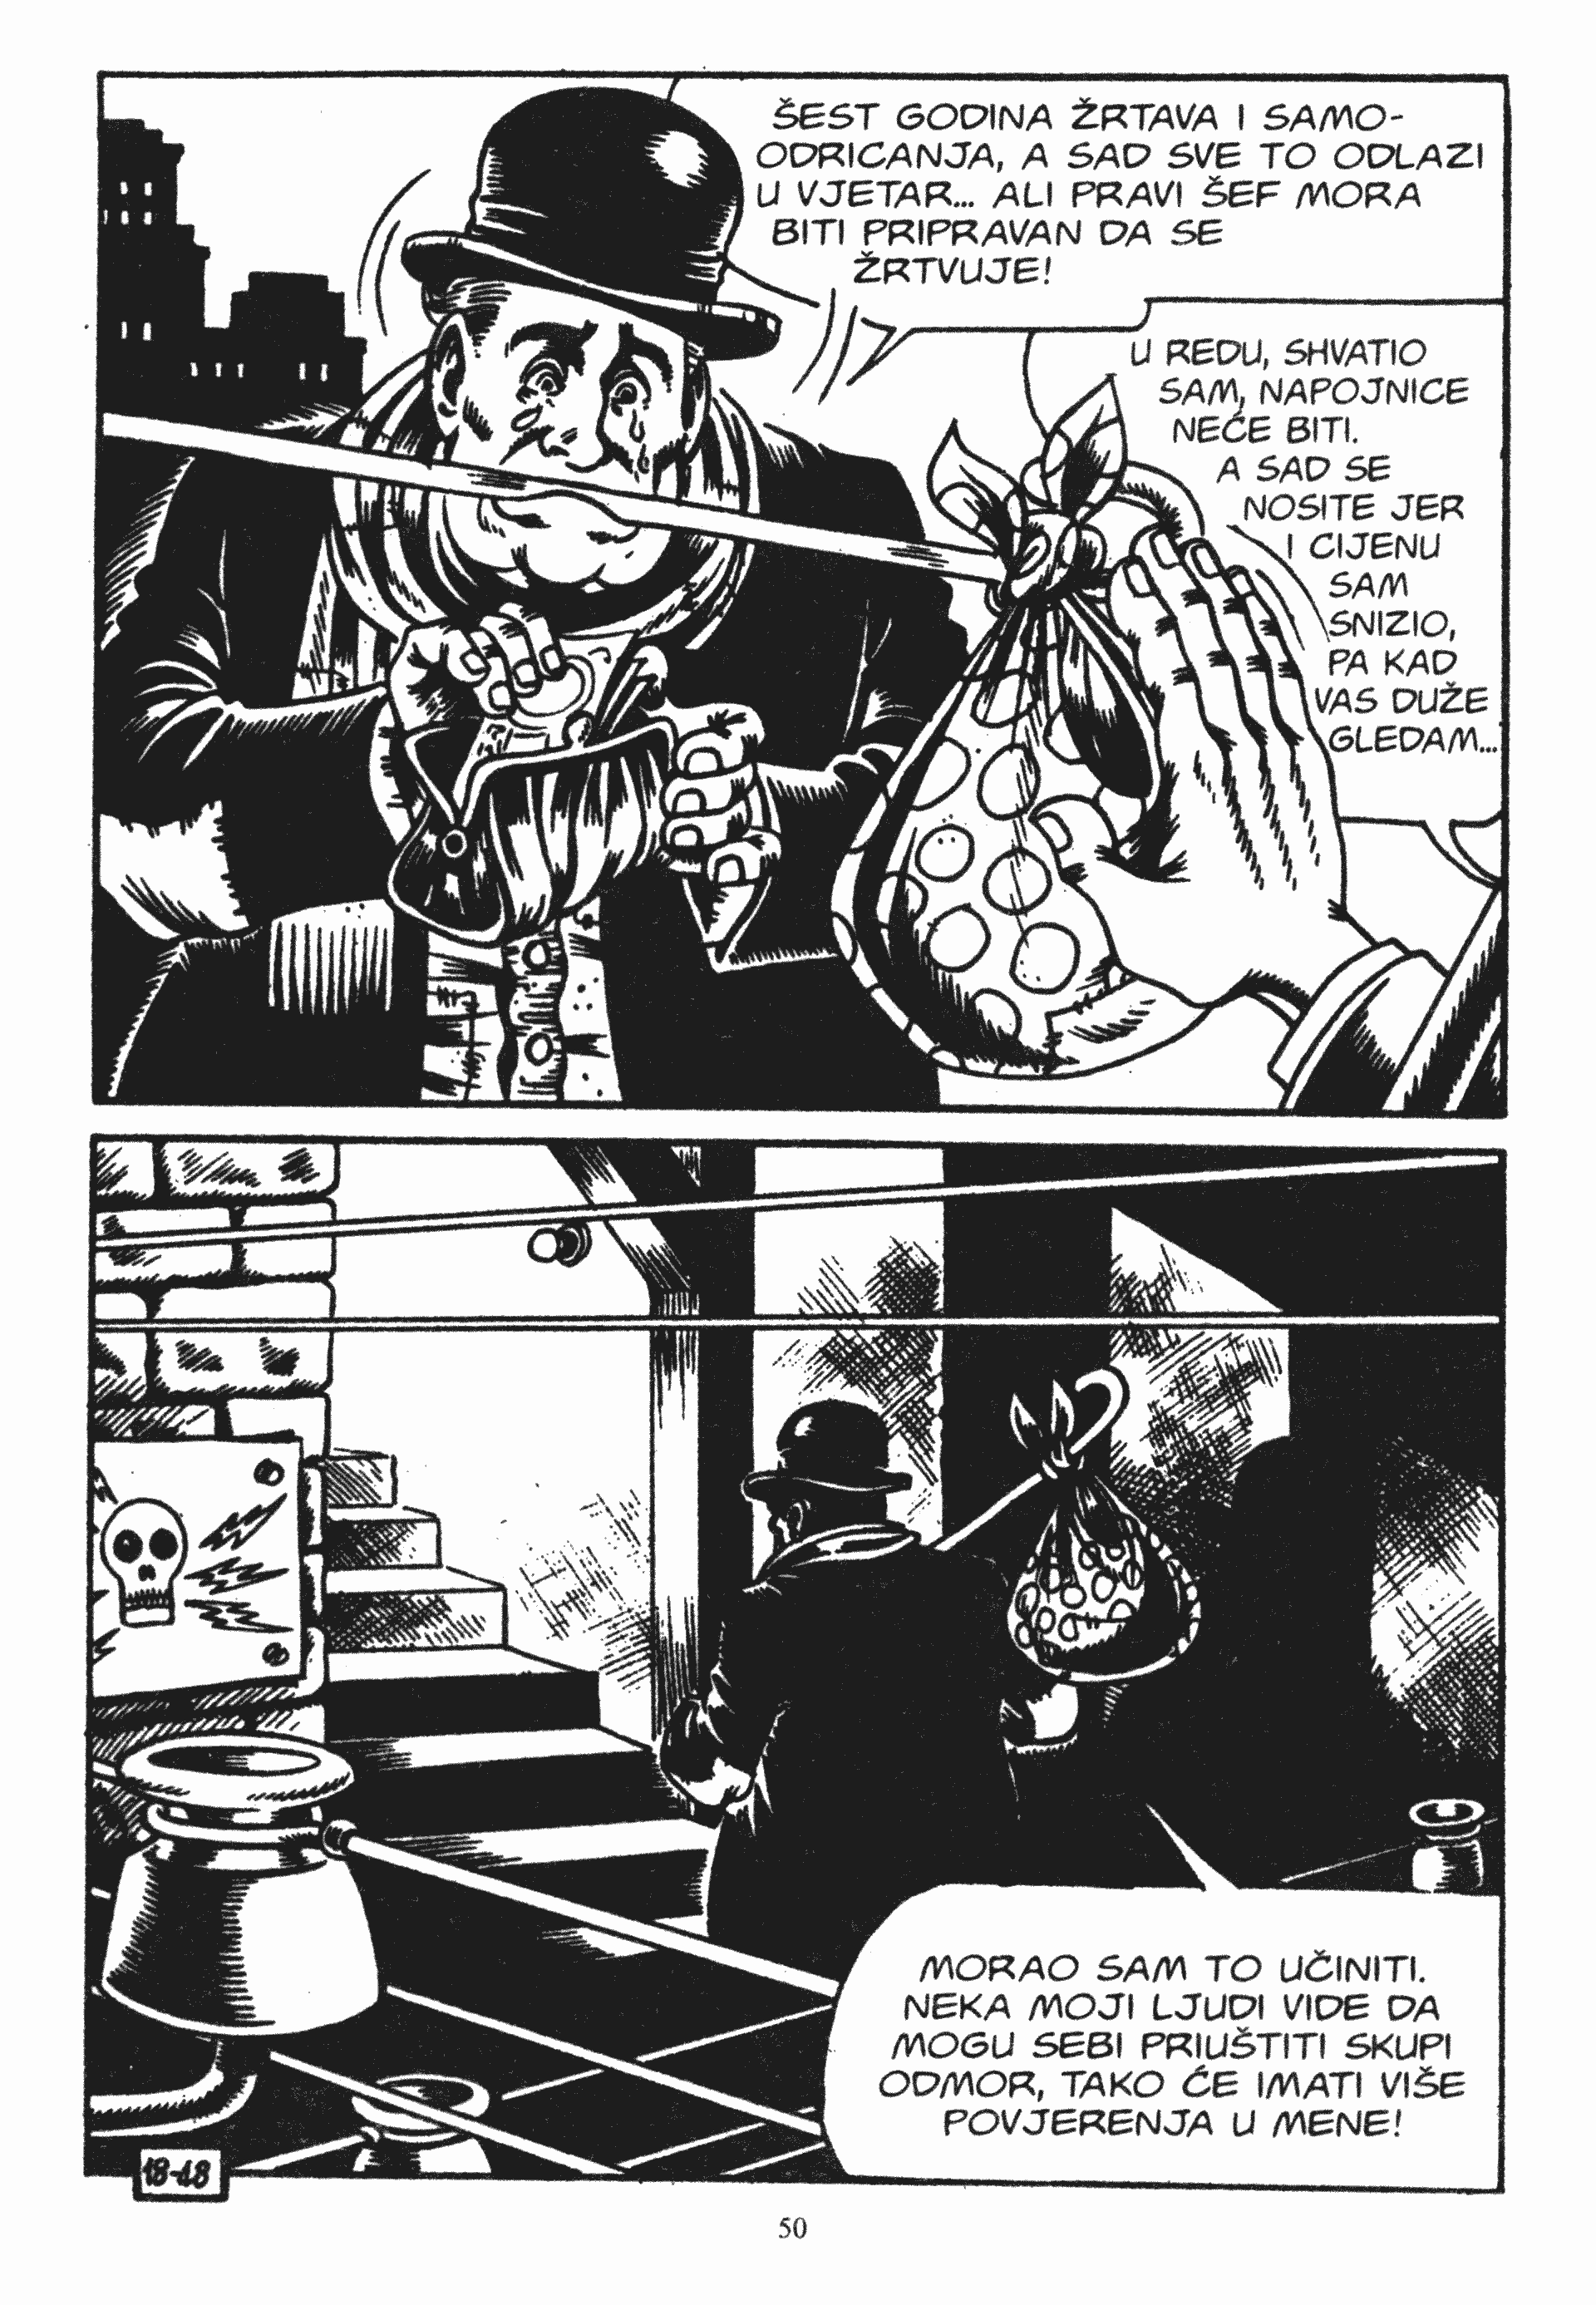 ŠEST GODINA ŽRTAVA I SAMO-
ODRICANJA, A SAD SVE TO ODLAZI
U VJETAR... ALI PRAVI ŠEF MORA
BITI PRIPRAVAN DA SE
ŽRTVUJE!
U REDU, SHVATIO
SAM, NAPOJNICE
NEĆE BITI.
A SAD SE
NOSITE JER
I CIJENU
SAM
SNIZIO,
PA KAD
VAS DUŽE
GLEDAM...
MORAO SAM TO UČINITI.
NEKA MOJI LJUDI VIDE DA
MOGU SEBI PRIUŠTITI SKUPI
ODMOR, TAKO ĆE IMATI VIŠE
POVJERENJA U MENE!
18-48
50